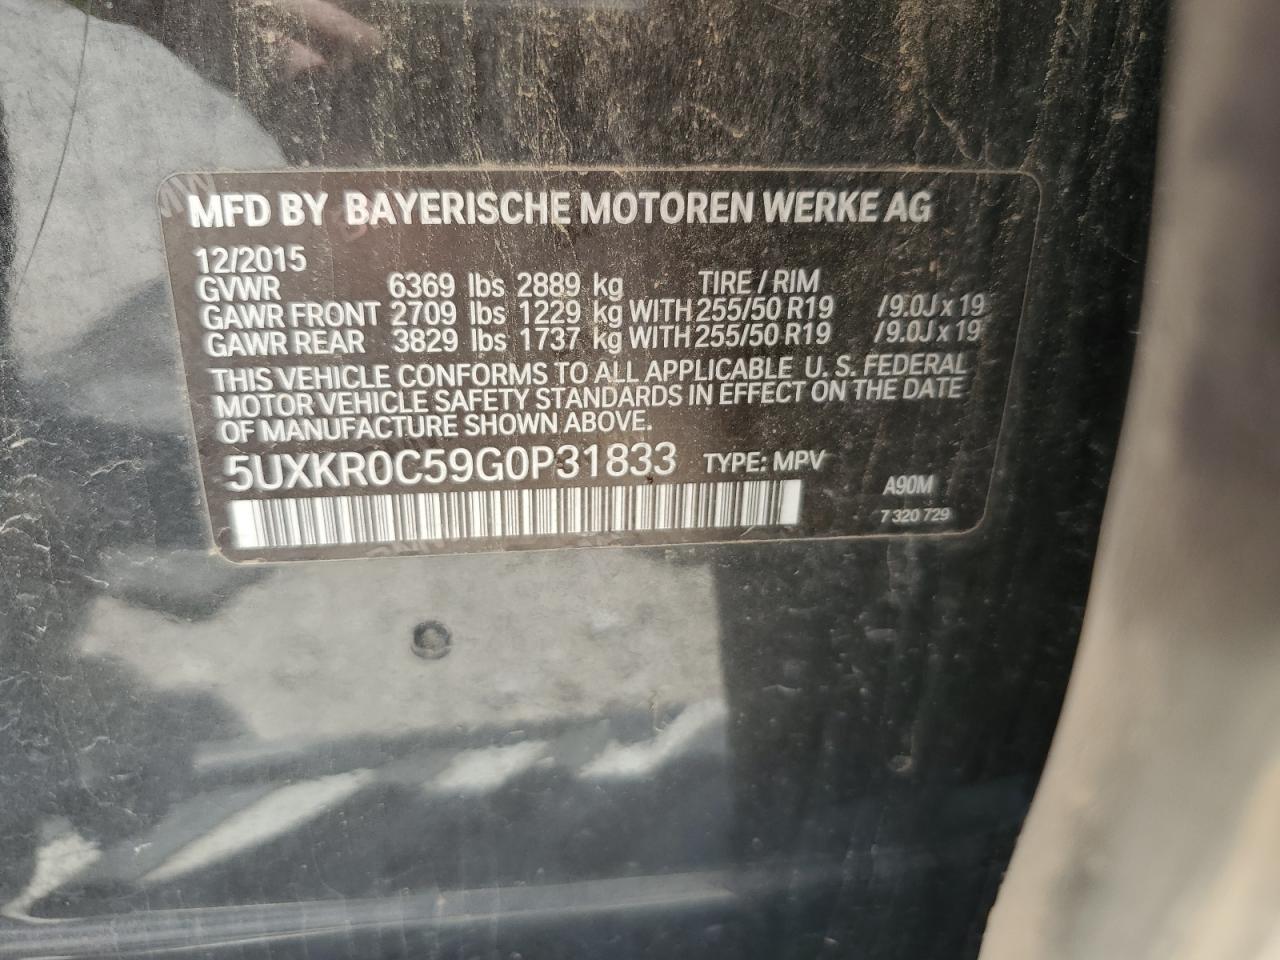 MFD BY BAYERISCHE MOTOREN WERKE AG
12/2015
GVWR 6369 lbs 2889 kg TIRE / RIM
GAWR FRONT 2709 lbs 1229 kg WITH 255/50 R19 /9.0J x 19
GAWR REAR 3829 lbs 1737 kg WITH 255/50 R19 /9.0J x 19
THIS VEHICLE CONFORMS TO ALL APPLICABLE U. S. FEDERAL
MOTOR VEHICLE SAFETY STANDARDS IN EFFECT ON THE DATE
OF MANUFACTURE SHOWN ABOVE.
5UXKR0C59G0P31833 TYPE: MPV
A90M
7 320 729